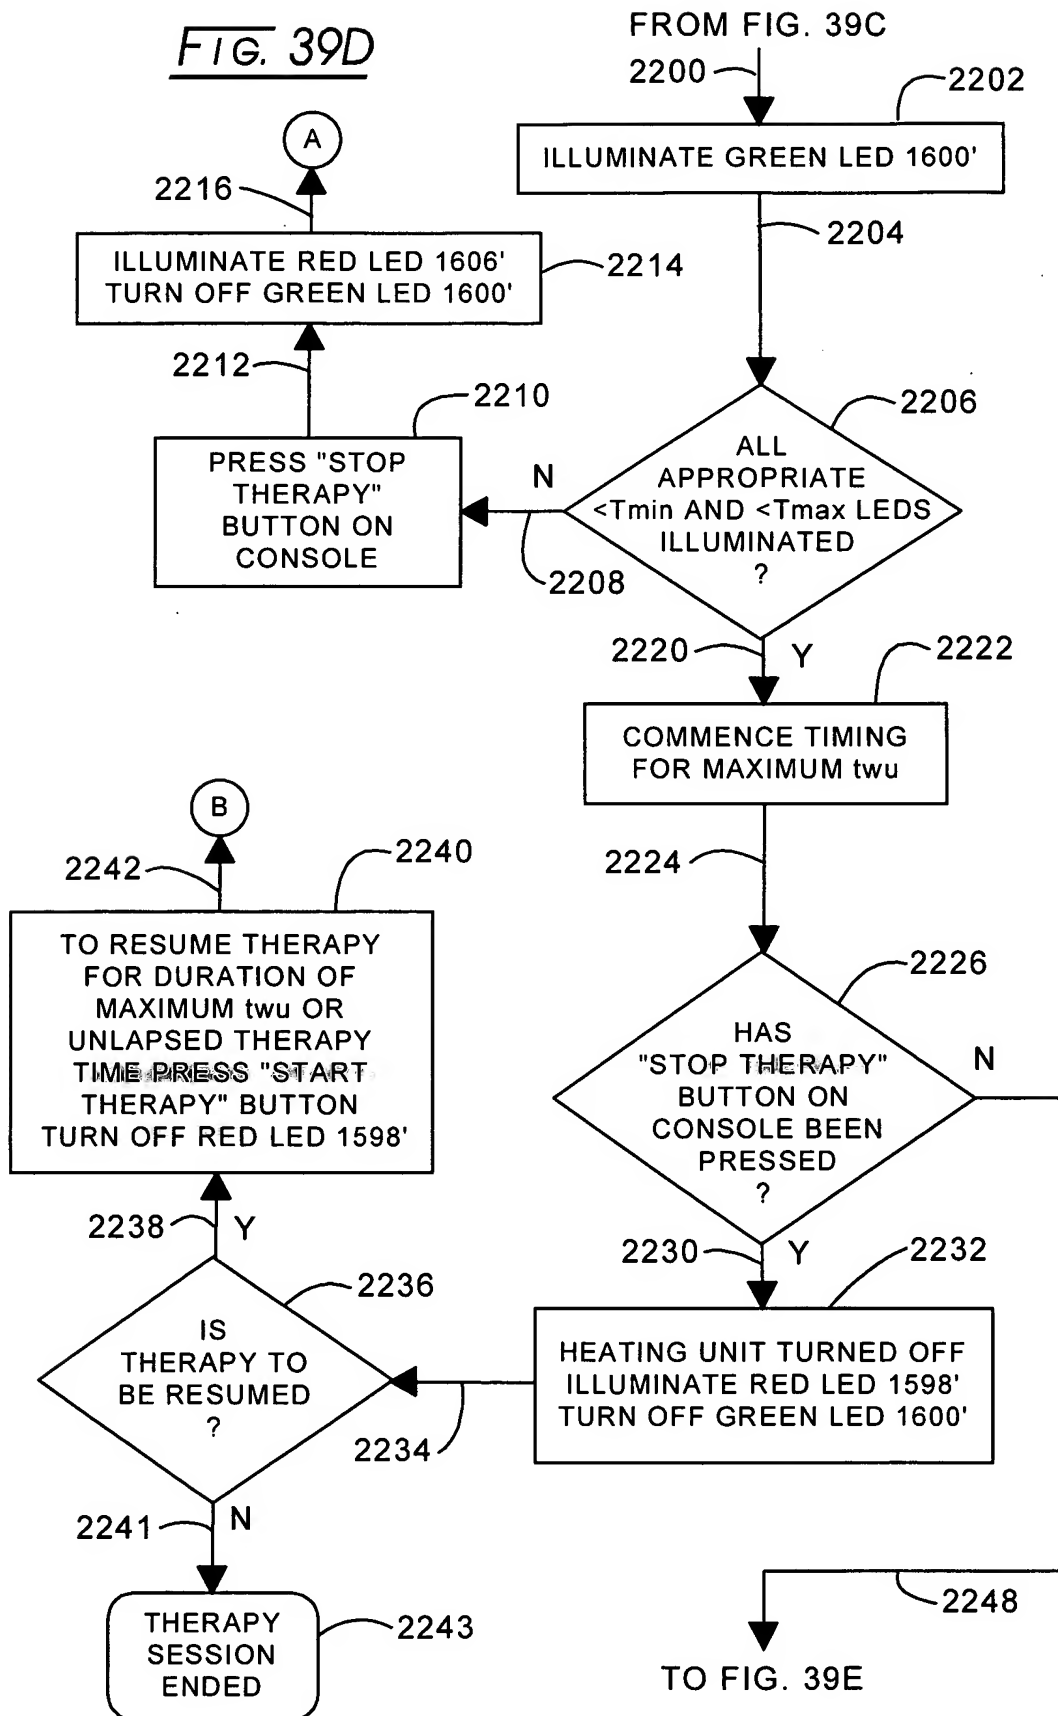 FIG. 39D
FROM FIG. 39C
2200
2202
ILLUMINATE GREEN LED 1600'
2204
A
2216
ILLUMINATE RED LED 1606'
TURN OFF GREEN LED 1600'
2214
2212
2210
PRESS "STOP
THERAPY"
BUTTON ON
CONSOLE
N
2208
2206
ALL
APPROPRIATE
<Tmin AND <Tmax LEDS
ILLUMINATED
?
2220
Y
2222
COMMENCE TIMING
FOR MAXIMUM twu
2224
B
2242
2240
TO RESUME THERAPY
FOR DURATION OF
MAXIMUM twu OR
UNLAPSED THERAPY
TIME PRESS "START
THERAPY" BUTTON
TURN OFF RED LED 1598'
2226
HAS
"STOP THERAPY"
BUTTON ON
CONSOLE BEEN
PRESSED
?
N
2238
Y
2230
Y
2232
2236
IS
THERAPY TO
BE RESUMED
?
HEATING UNIT TURNED OFF
ILLUMINATE RED LED 1598'
TURN OFF GREEN LED 1600'
2234
2241
N
2243
THERAPY
SESSION
ENDED
2248
TO FIG. 39E